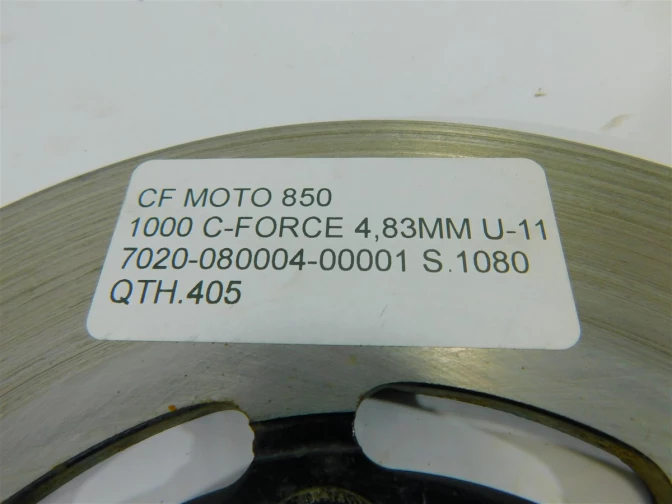 CF MOTO 850
1000 C-FORCE 4,83MM U-11
7020-080004-00001 S.1080
QTH.405